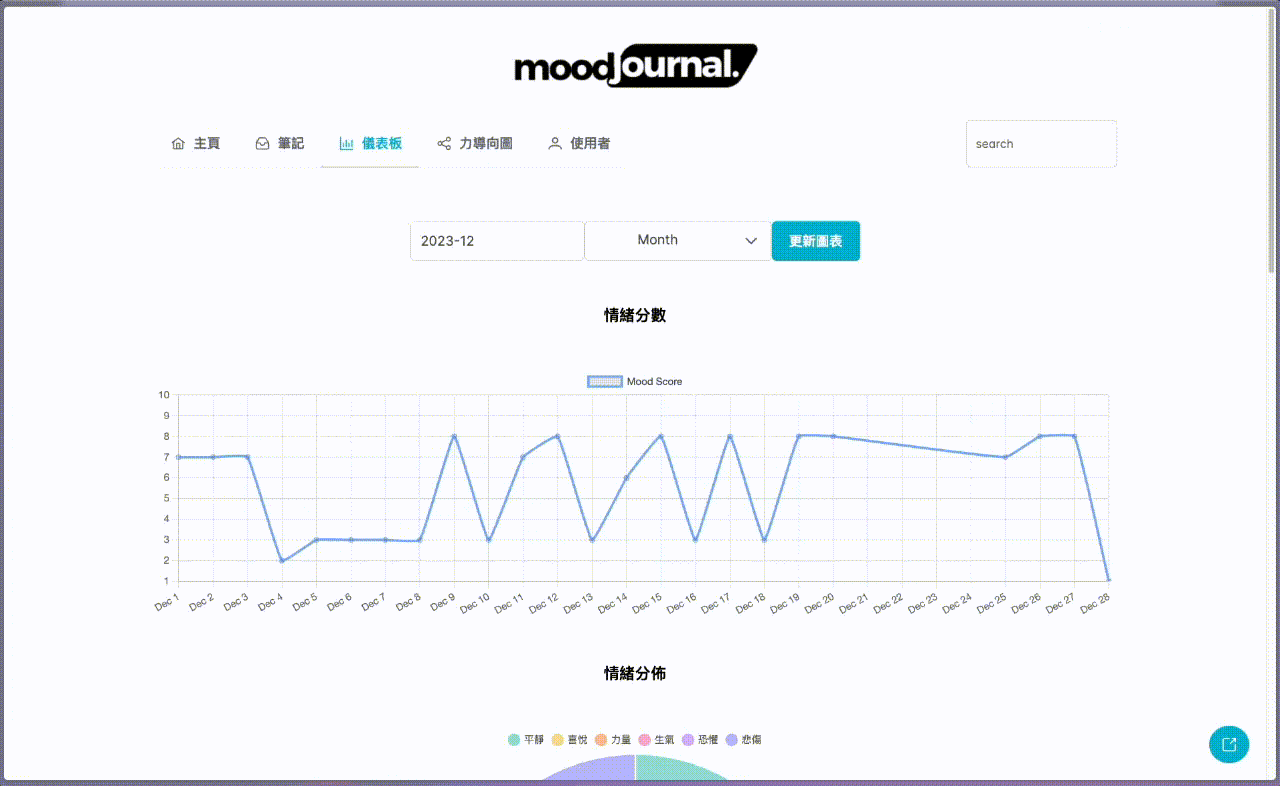 moodJournal.
主頁 筆記 儀表板 力導向圖 使用者 search
2023-12 Month 更新圖表
情緒分數
Mood Score
10
9
8
7
6
5
4
3
2
1
Dec 1 Dec 2 Dec 3 Dec 4 Dec 5 Dec 6 Dec 7 Dec 8 Dec 9 Dec 10 Dec 11 Dec 12 Dec 13 Dec 14 Dec 15 Dec 16 Dec 17 Dec 18 Dec 19 Dec 20 Dec 21 Dec 22 Dec 23 Dec 24 Dec 25 Dec 26 Dec 27 Dec 28
情緒分佈
平靜 喜悅 力量 生氣 恐懼 悲傷